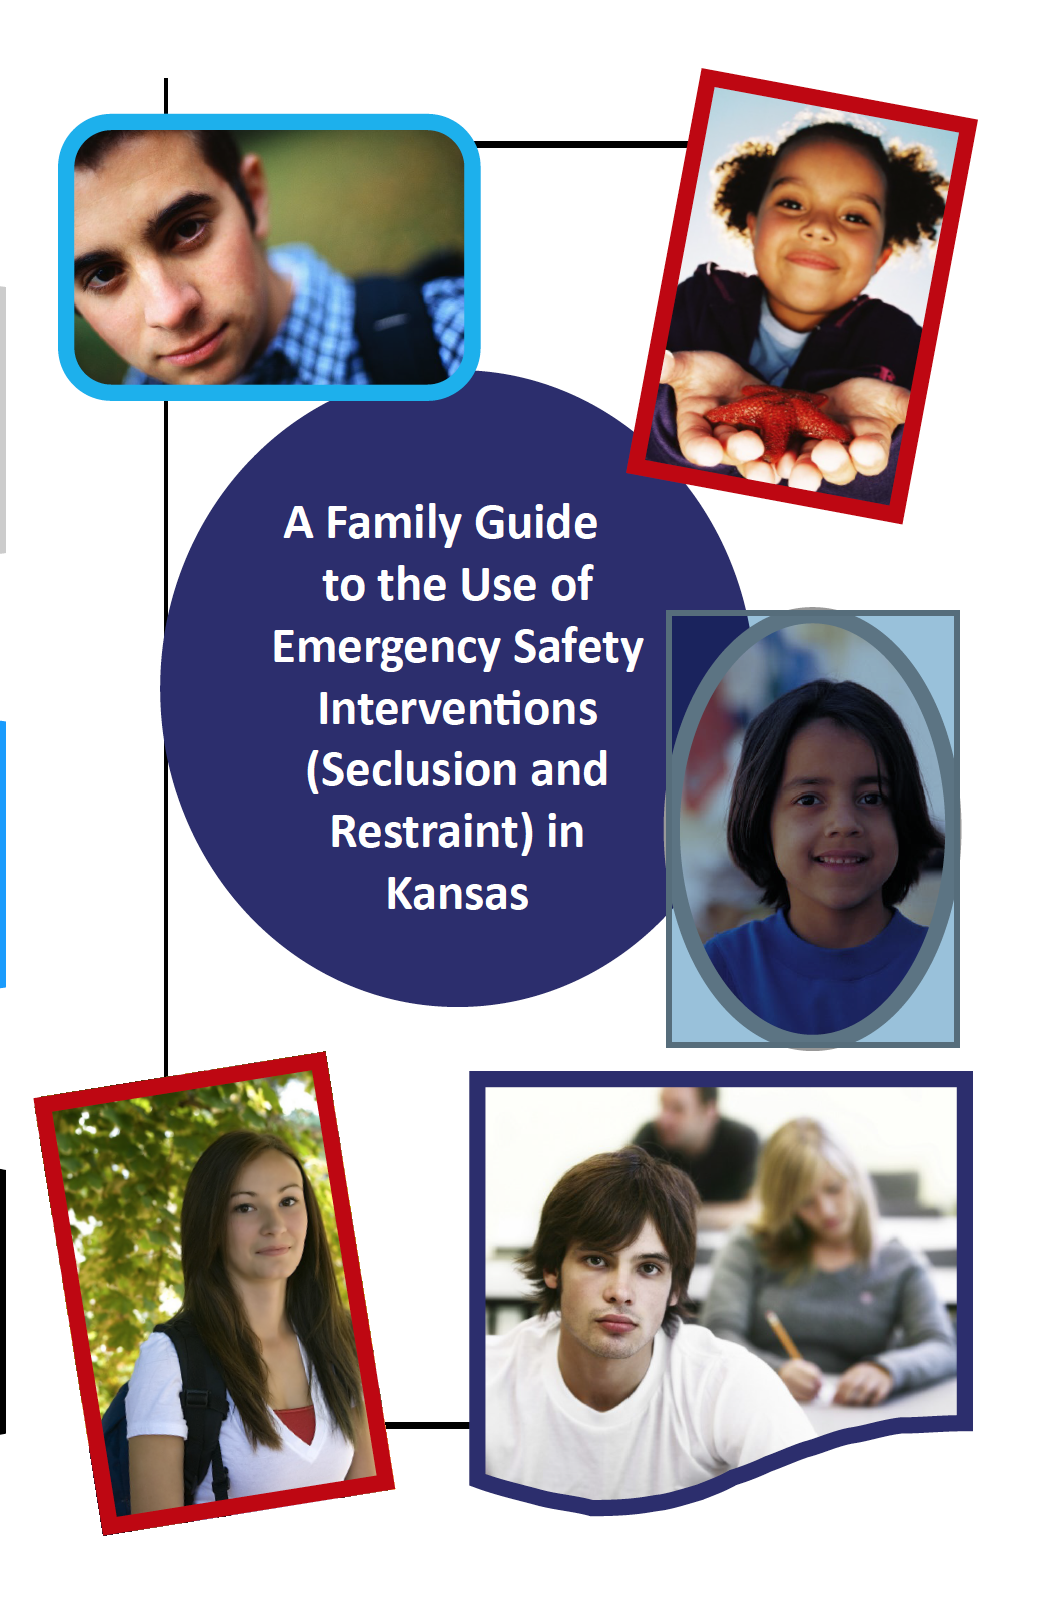 A Family Guide
to the Use of
Emergency Safety
Interventions
(Seclusion and
Restraint) in
Kansas